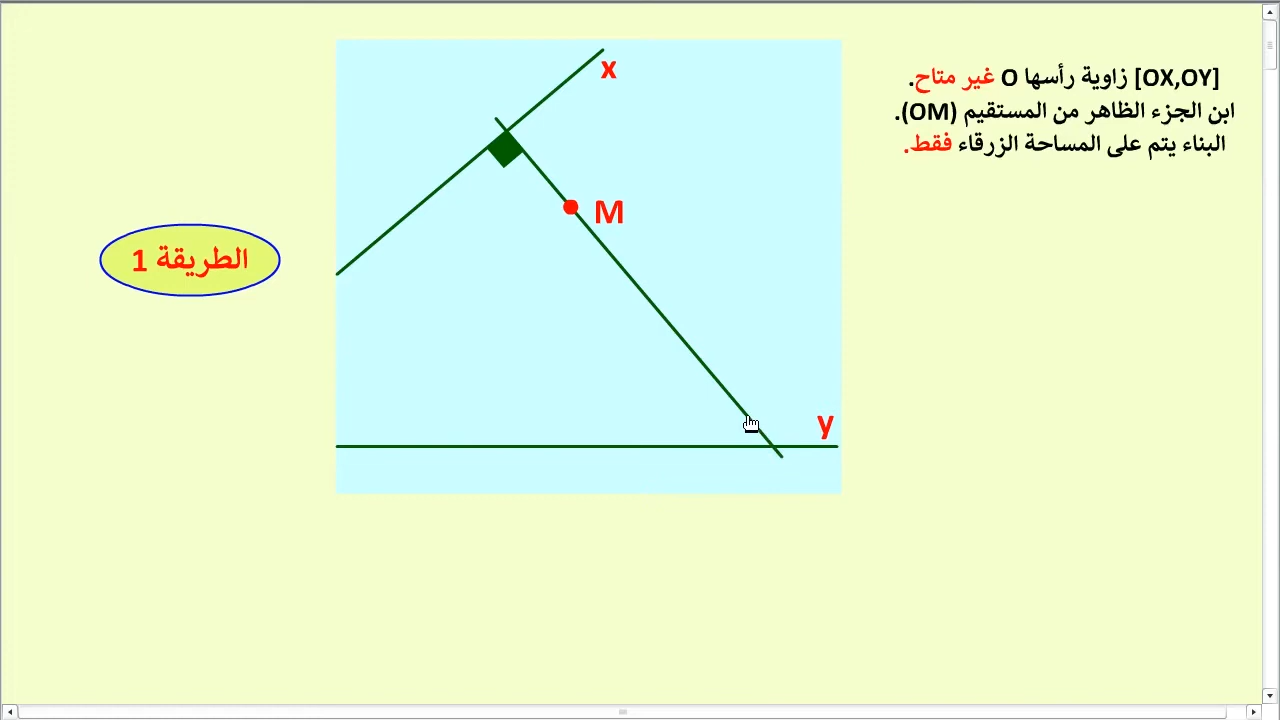 [OX,OY] زاوية رأسها O غير متاح.
ابن الجزء الظاهر من المستقيم (OM).
البناء يتم على المساحة الزرقاء فقط.
x
M
الطريقة 1
y